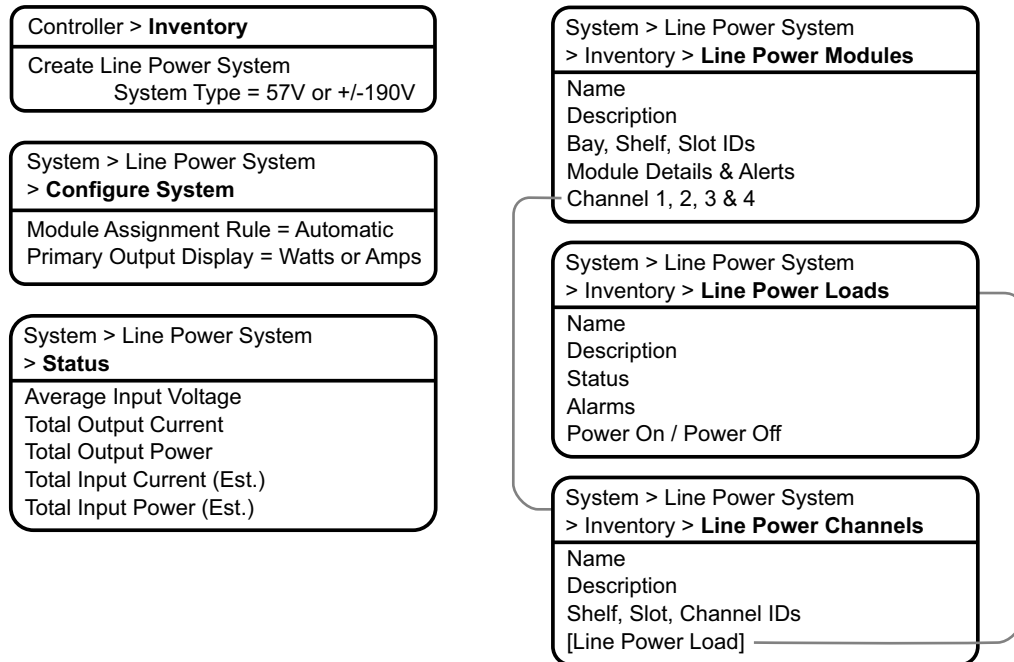 Controller > Inventory
Create Line Power System
System Type = 57V or +/-190V
System > Line Power System
> Configure System
Module Assignment Rule = Automatic
Primary Output Display = Watts or Amps
System > Line Power System
> Status
Average Input Voltage
Total Output Current
Total Output Power
Total Input Current (Est.)
Total Input Power (Est.)
System > Line Power System
> Inventory > Line Power Modules
Name
Description
Bay, Shelf, Slot IDs
Module Details & Alerts
Channel 1, 2, 3 & 4
System > Line Power System
> Inventory > Line Power Loads
Name
Description
Status
Alarms
Power On / Power Off
System > Line Power System
> Inventory > Line Power Channels
Name
Description
Shelf, Slot, Channel IDs
[Line Power Load]